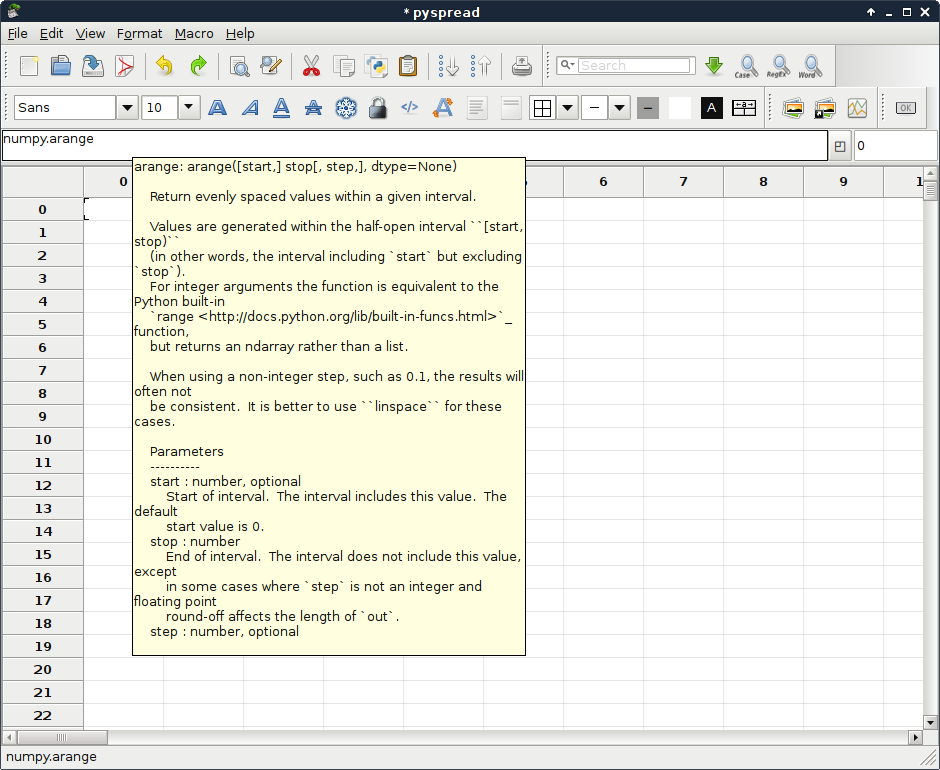 * pyspread
File Edit View Format Macro Help
Search Case RegEx Word
Sans 10 A OK
numpy.arange 0
arange: arange([start,] stop[, step,], dtype=None)
Return evenly spaced values within a given interval.
Values are generated within the half-open interval ``[start,
stop)``
(in other words, the interval including `start` but excluding
`stop`).
For integer arguments the function is equivalent to the
Python built-in
`range <http://docs.python.org/lib/built-in-funcs.html>`_
function,
but returns an ndarray rather than a list.
When using a non-integer step, such as 0.1, the results will
often not
be consistent.  It is better to use ``linspace`` for these
cases.
Parameters
----------
start : number, optional
Start of interval.  The interval includes this value.  The
default
start value is 0.
stop : number
End of interval.  The interval does not include this value,
except
in some cases where `step` is not an integer and
floating point
round-off affects the length of `out`.
step : number, optional
0 6 7 8 9
0
1
2
3
4
5
6
7
8
9
10
11
12
13
14
15
16
17
18
19
20
21
22
numpy.arange